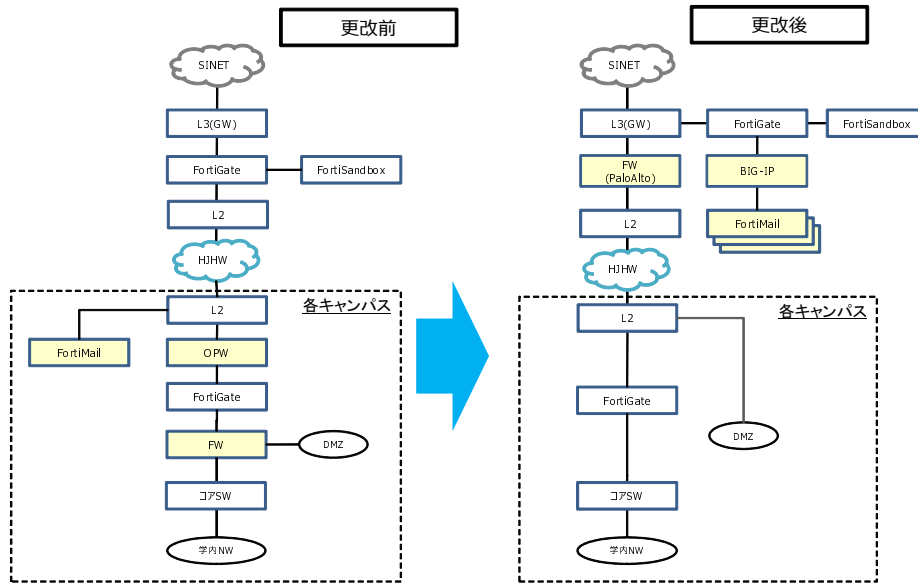 更改前
SINET
L3(GW)
FortiGate
FortiSandbox
L2
HJHW
各キャンパス
L2
FortiMail
OPW
FortiGate
FW
DMZ
コアSW
学内NW
更改後
SINET
L3(GW)
FortiGate
FortiSandbox
FW
(PaloAlto)
BIG-IP
L2
FortiMail
HJHW
各キャンパス
L2
FortiGate
DMZ
コアSW
学内NW